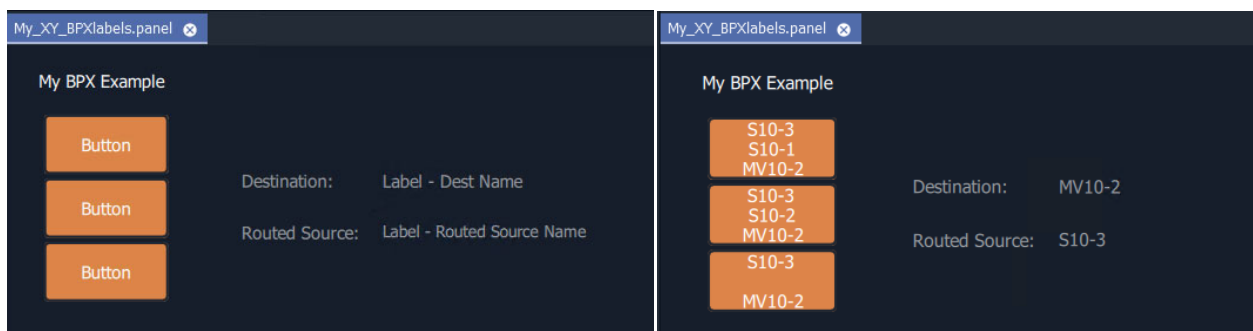 My_XY_BPXlabels.panel
My BPX Example
Button
Button
Button
Destination: Label - Dest Name
Routed Source: Label - Routed Source Name
My_XY_BPXlabels.panel
My BPX Example
S10-3
S10-1
MV10-2
S10-3
S10-2
MV10-2
S10-3
MV10-2
Destination: MV10-2
Routed Source: S10-3